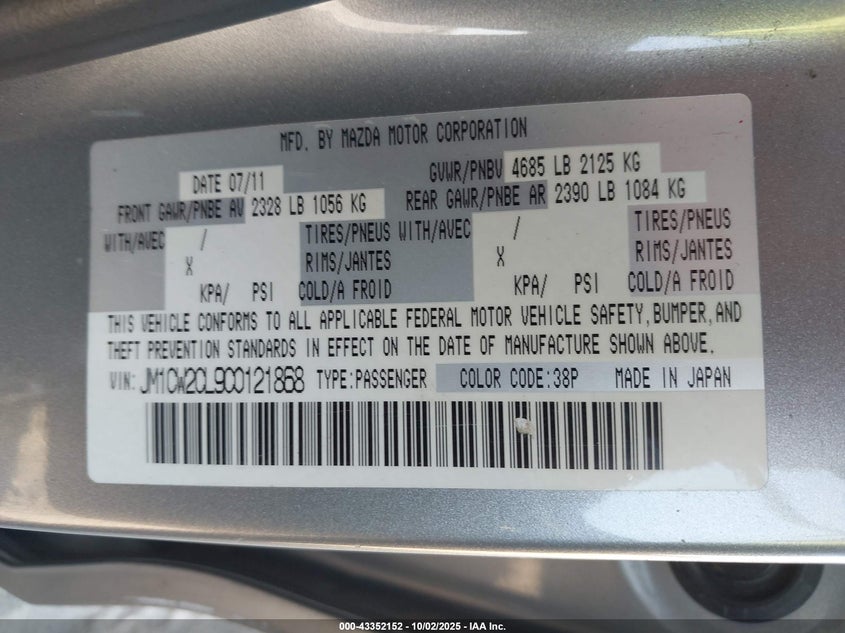 MFD. BY MAZDA MOTOR CORPORATION
DATE 07/11 GVWR/PNBV 4685 LB 2125 KG
FRONT GAWR/PNBE AV 2328 LB 1056 KG REAR GAWR/PNBE AR 2390 LB 1084 KG
WITH/AVEC / TIRES/PNEUS WITH/AVEC / TIRES/PNEUS
X RIMS/JANTES X RIMS/JANTES
KPA/ PSI COLD/A FROID KPA/ PSI COLD/A FROID
THIS VEHICLE CONFORMS TO ALL APPLICABLE FEDERAL MOTOR VEHICLE SAFETY, BUMPER, AND
THEFT PREVENTION STANDARDS IN EFFECT ON THE DATE OF MANUFACTURE SHOWN ABOVE.
VIN: JM1CW2CL9C0121868 TYPE:PASSENGER COLOR CODE:38P MADE IN JAPAN
000-43352152 - 10/02/2025 - IAA Inc.